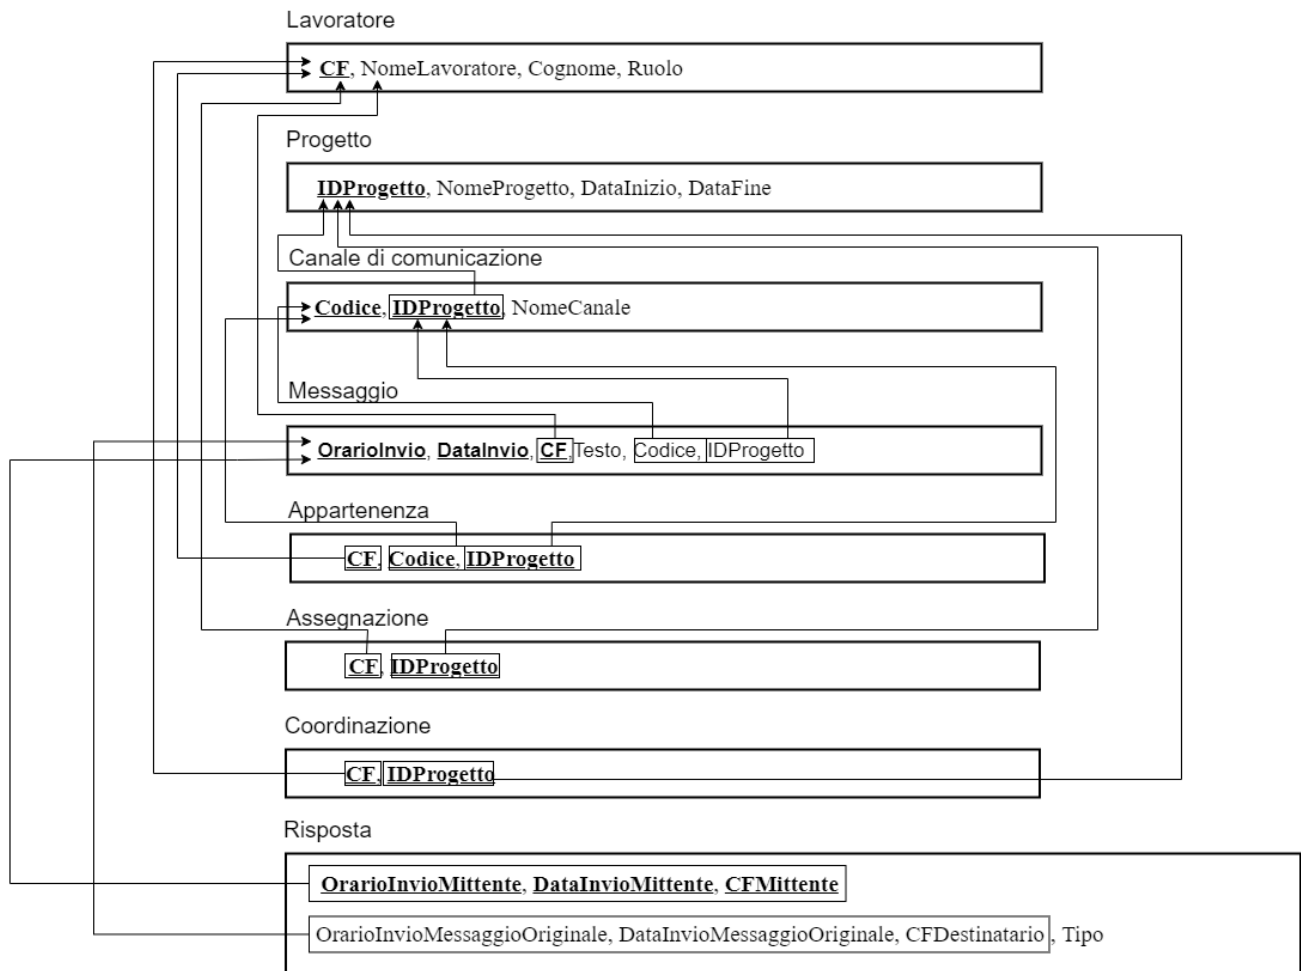 Lavoratore
CF, NomeLavoratore, Cognome, Ruolo
Progetto
IDProgetto, NomeProgetto, DataInizio, DataFine
Canale di comunicazione
Codice, IDProgetto, NomeCanale
Messaggio
OrarioInvio, DataInvio, CF, Testo, Codice, IDProgetto
Appartenenza
CF, Codice, IDProgetto
Assegnazione
CF, IDProgetto
Coordinazione
CF, IDProgetto
Risposta
OrarioInvioMittente, DataInvioMittente, CFMittente
OrarioInvioMessaggioOriginale, DataInvioMessaggioOriginale, CFDestinatario, Tipo